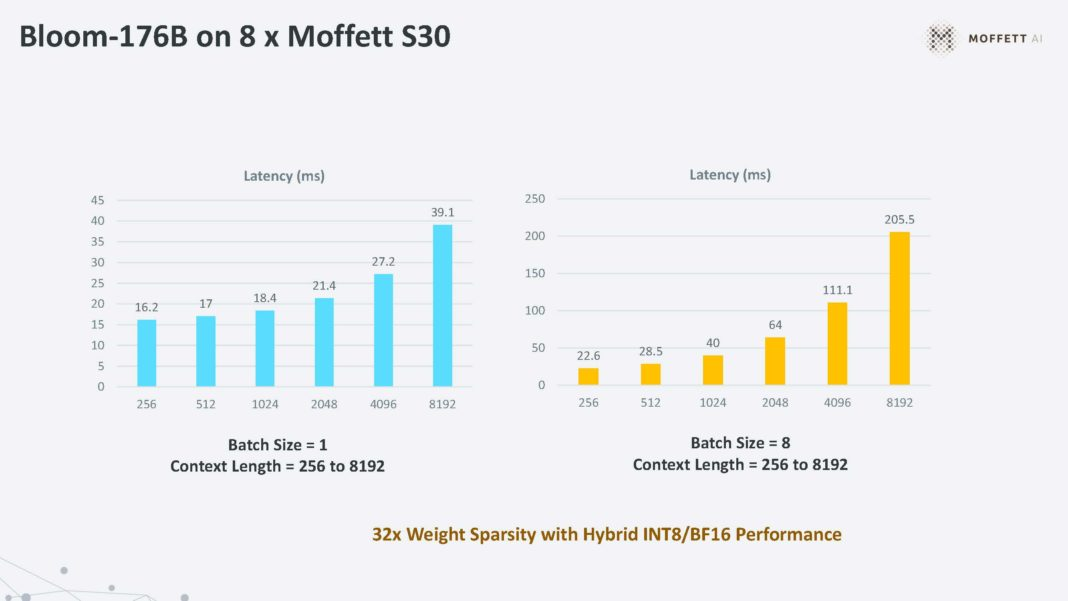 Bloom-176B on 8 x Moffett S30
MOFFETT AI
Latency (ms)
45
40
35
30
25
20
15
10
5
0
16.2
17
18.4
21.4
27.2
39.1
256 512 1024 2048 4096 8192
Batch Size = 1
Context Length = 256 to 8192
Latency (ms)
250
200
150
100
50
0
22.6
28.5
40
64
111.1
205.5
256 512 1024 2048 4096 8192
Batch Size = 8
Context Length = 256 to 8192
32x Weight Sparsity with Hybrid INT8/BF16 Performance